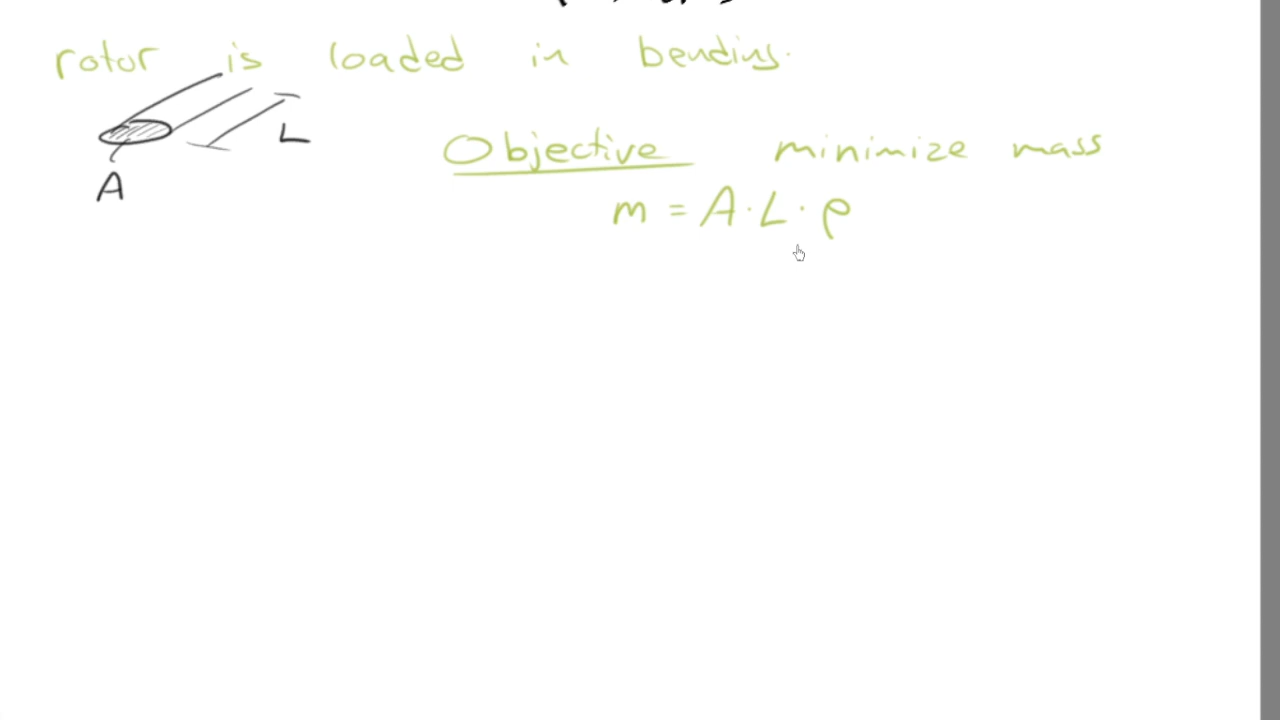 rotor is loaded in bending.
L
A
Objective minimize mass
m = A · L · ρ